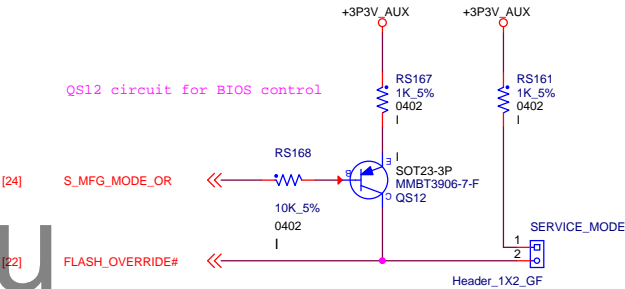 +3P3V_AUX
+3P3V_AUX
RS167
1K_5%
0402
I
RS161
1K_5%
0402
I
QS12 circuit for BIOS control
RS168
10K_5%
0402
I
E
B
C
I
SOT23-3P
MMBT3906-7-F
QS12
[24] S_MFG_MODE_OR
SERVICE_MODE
1
2
Header_1X2_GF
[22] FLASH_OVERRIDE#
u